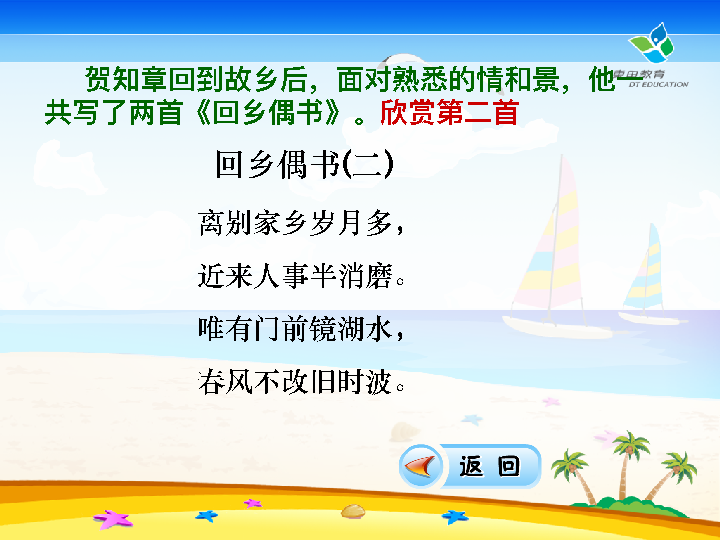 贺知章回到故乡后，面对熟悉的情和景，他一
共写了两首《回乡偶书》。欣赏第二首
DT EDUCATION
回乡偶书(二)
离别家乡岁月多，
近来人事半消磨。
唯有门前镜湖水，
春风不改旧时波。
返 回